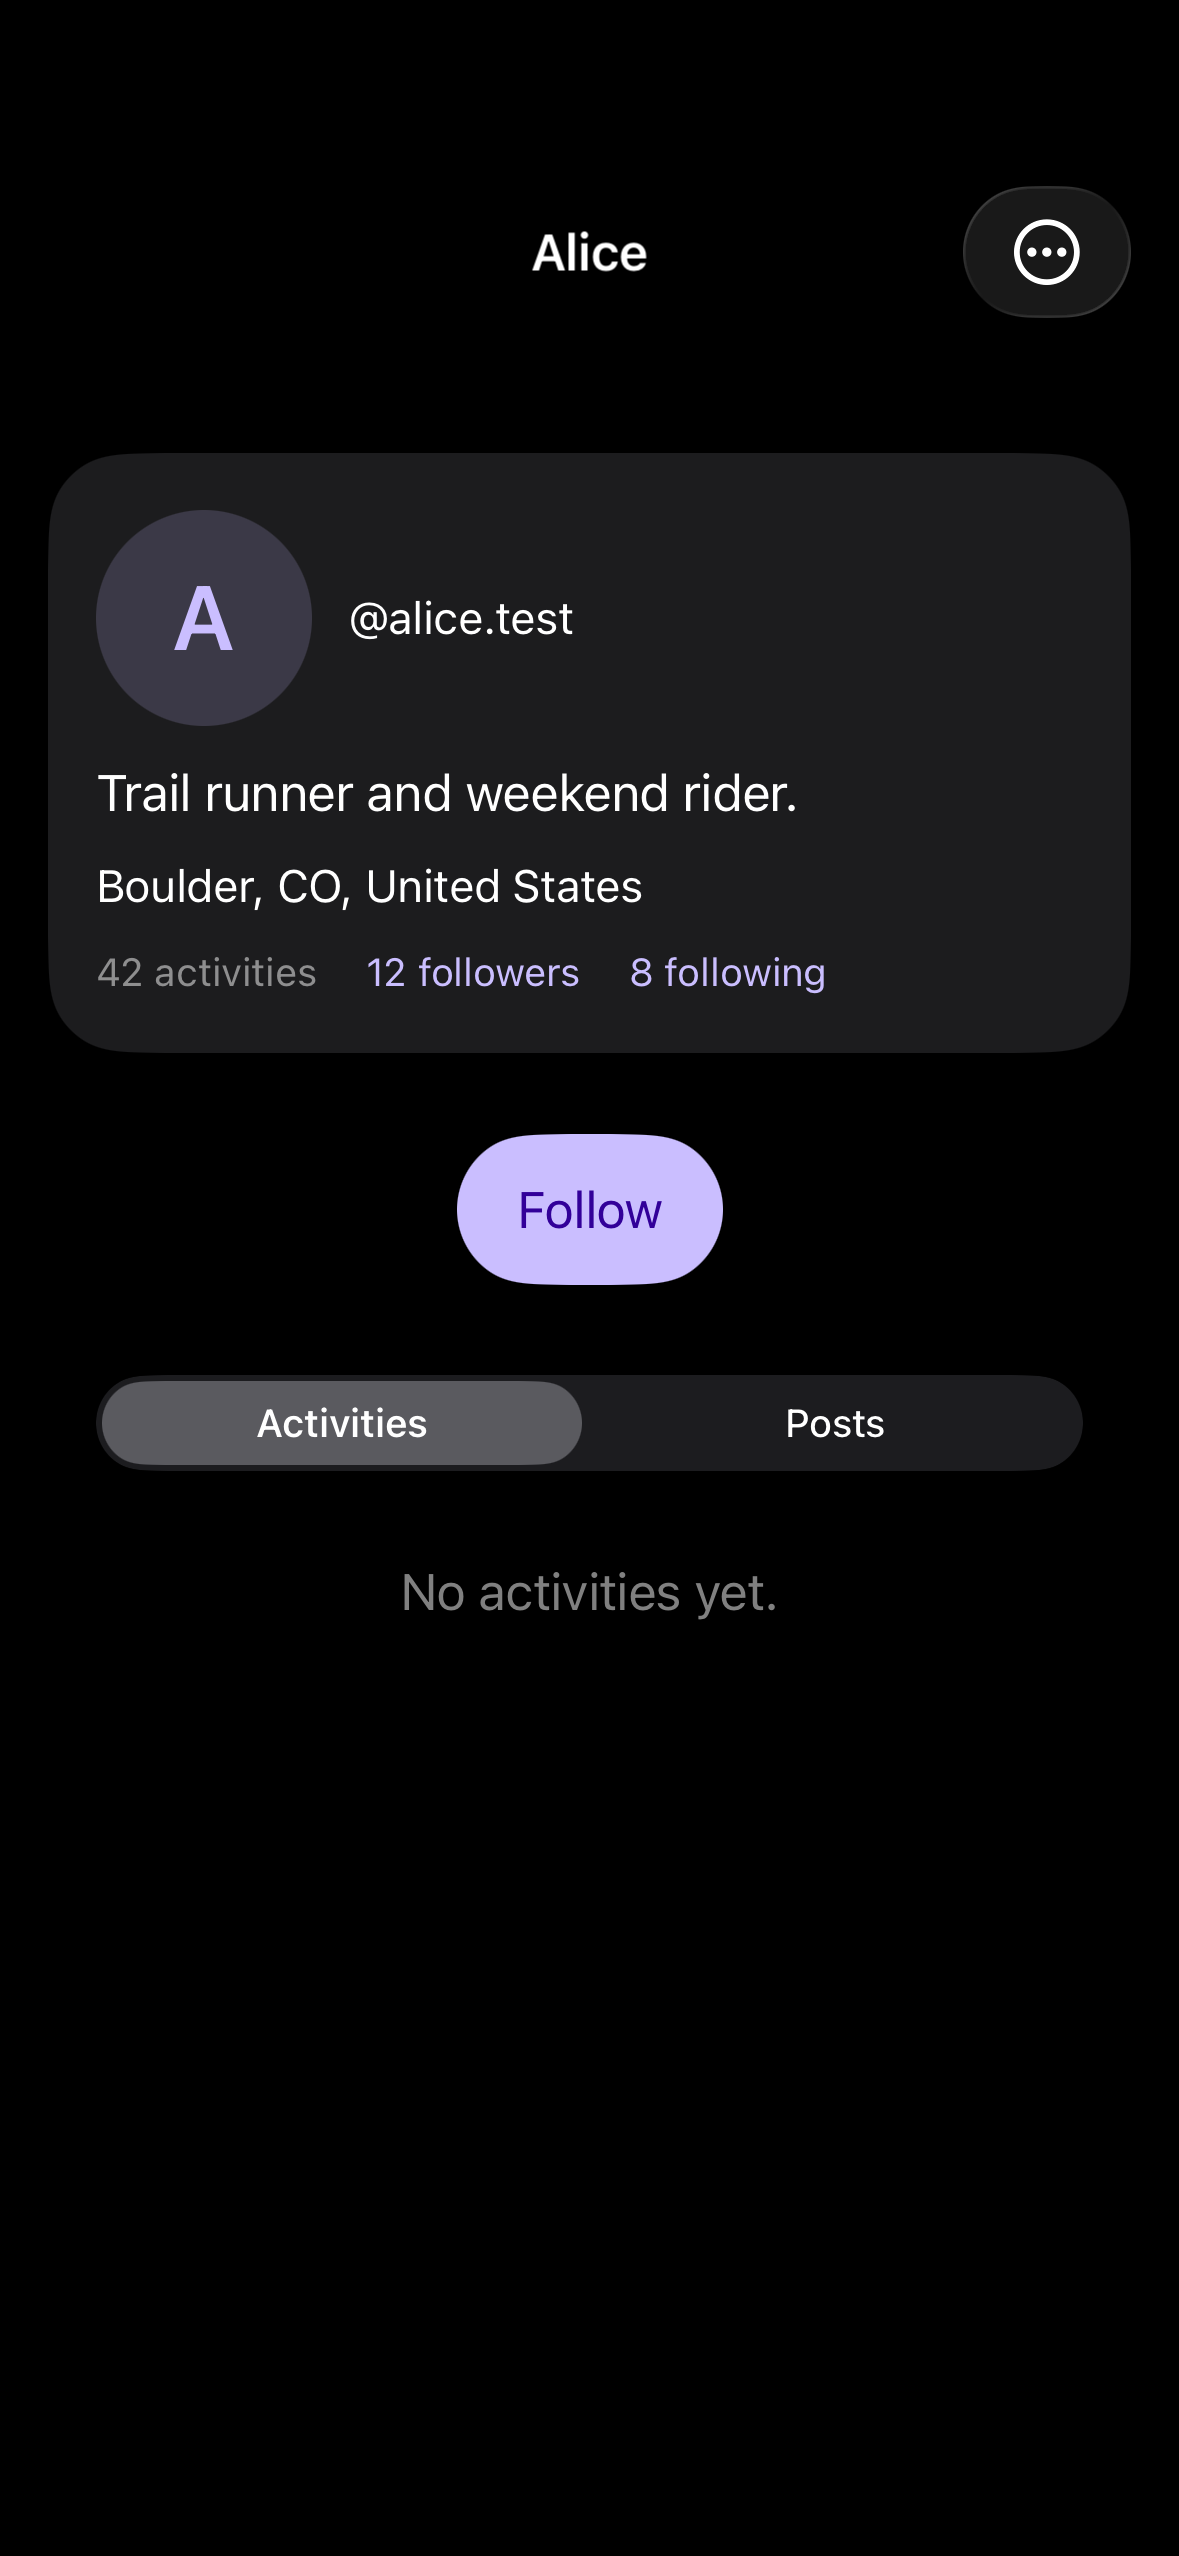 Alice
A
@alice.test
Trail runner and weekend rider.
Boulder, CO, United States
42 activities 12 followers 8 following
Follow
Activities Posts
No activities yet.